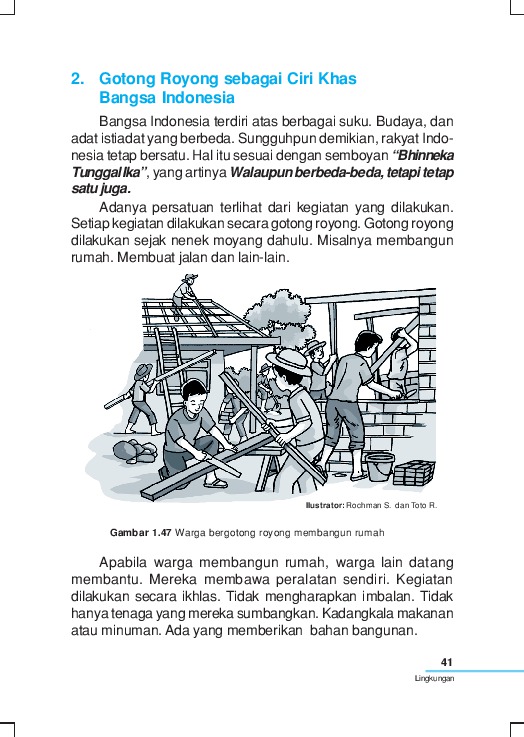 2. Gotong Royong sebagai Ciri Khas
Bangsa Indonesia
Bangsa Indonesia terdiri atas berbagai suku. Budaya, dan
adat istiadat yang berbeda. Sungguhpun demikian, rakyat Indo-
nesia tetap bersatu. Hal itu sesuai dengan semboyan “Bhinneka
Tunggal Ika”, yang artinya Walaupun berbeda-beda, tetapi tetap
satu juga.
Adanya persatuan terlihat dari kegiatan yang dilakukan.
Setiap kegiatan dilakukan secara gotong royong. Gotong royong
dilakukan sejak nenek moyang dahulu. Misalnya membangun
rumah. Membuat jalan dan lain-lain.
Ilustrator: Rochman S. dan Toto R.
Gambar 1.47 Warga bergotong royong membangun rumah
Apabila warga membangun rumah, warga lain datang
membantu. Mereka membawa peralatan sendiri. Kegiatan
dilakukan secara ikhlas. Tidak mengharapkan imbalan. Tidak
hanya tenaga yang mereka sumbangkan. Kadangkala makanan
atau minuman. Ada yang memberikan bahan bangunan.
41
Lingkungan